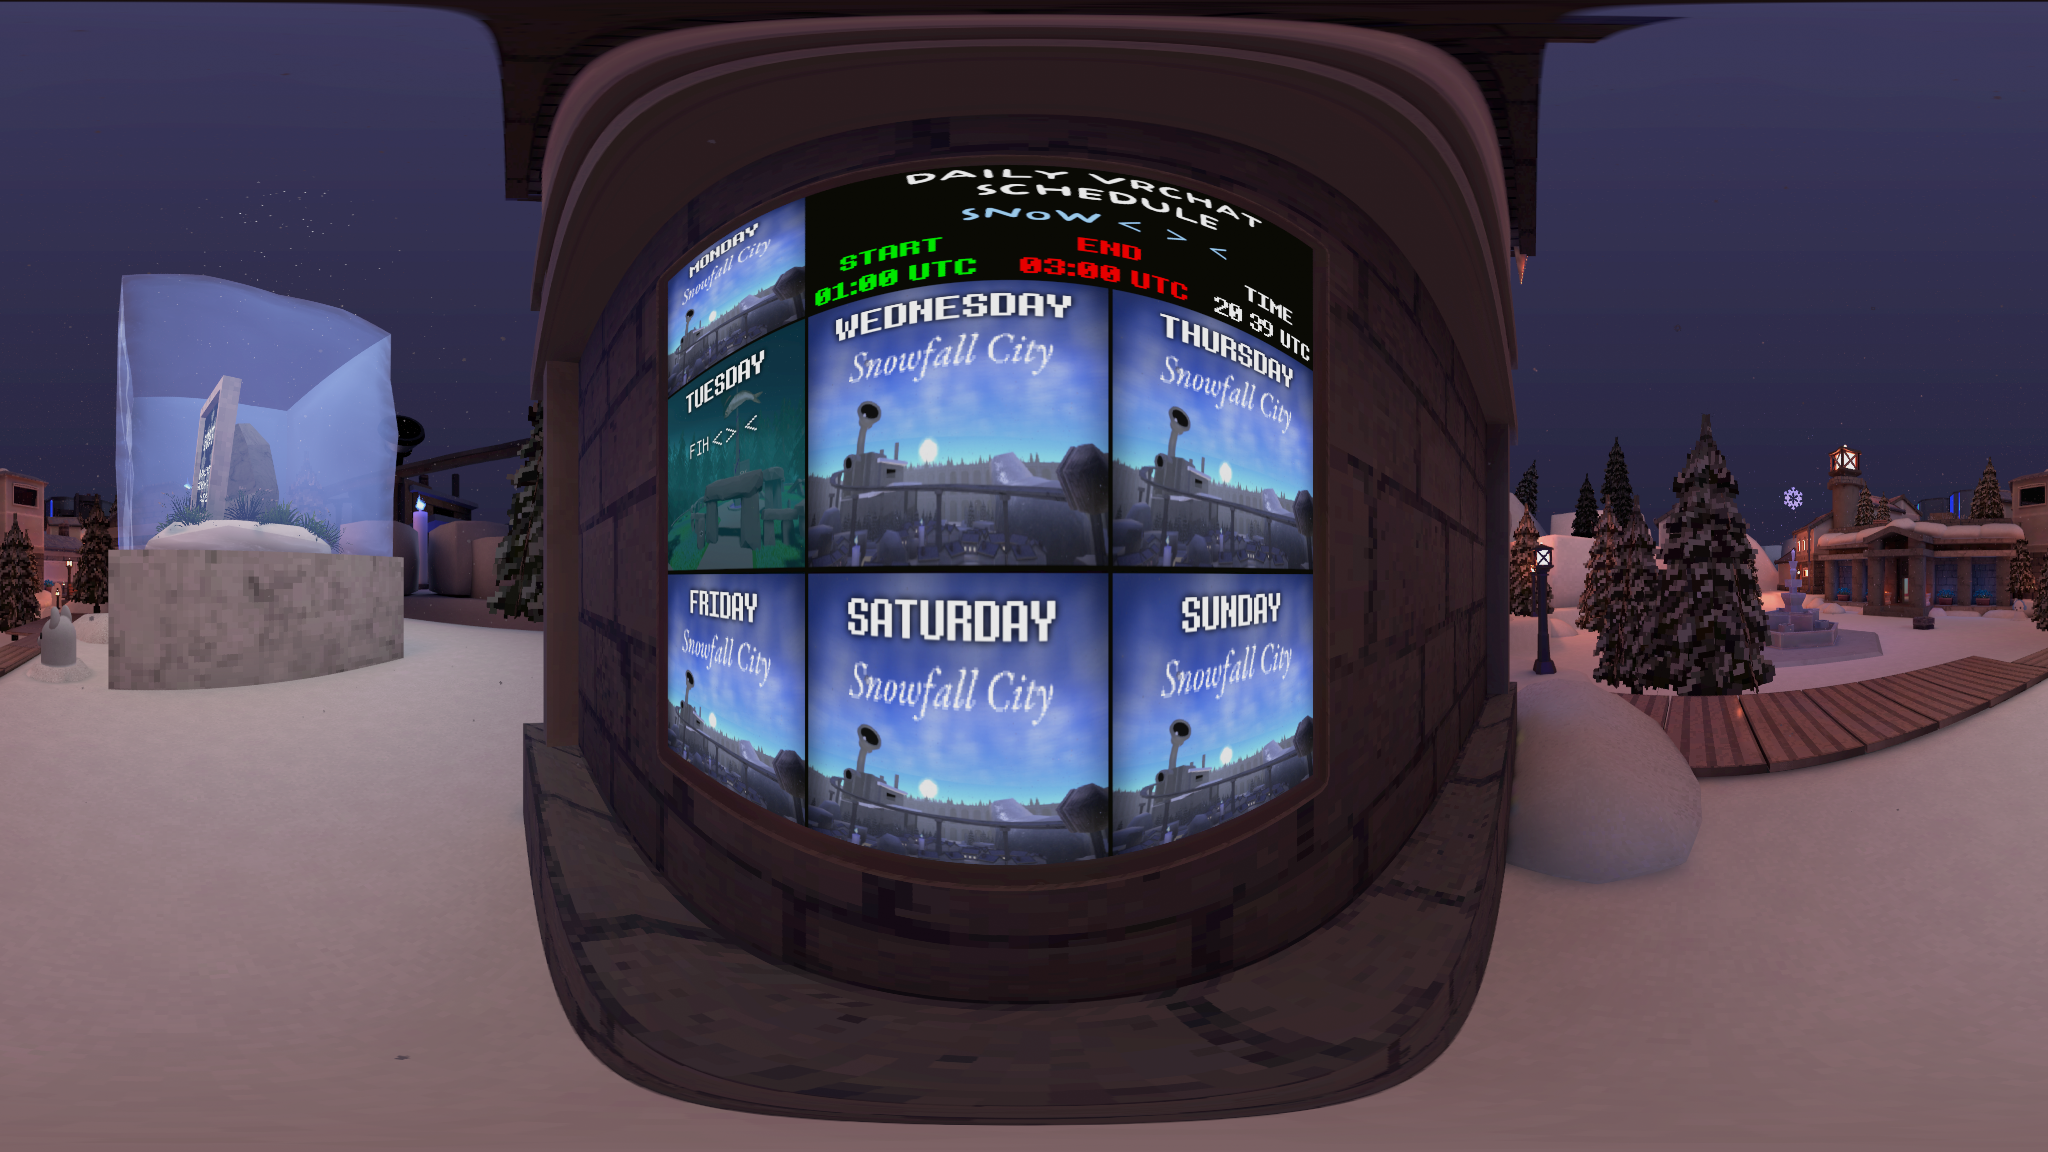 DAILY VRCHAT
SCHEDULE
SNOW < > <
START
01:00 UTC
END
03:00 UTC
TIME
20 39 UTC
MONDAY
Snowfall City
TUESDAY
FIH <> <
WEDNESDAY
Snowfall City
THURSDAY
Snowfall City
FRIDAY
Snowfall City
SATURDAY
Snowfall City
SUNDAY
Snowfall City